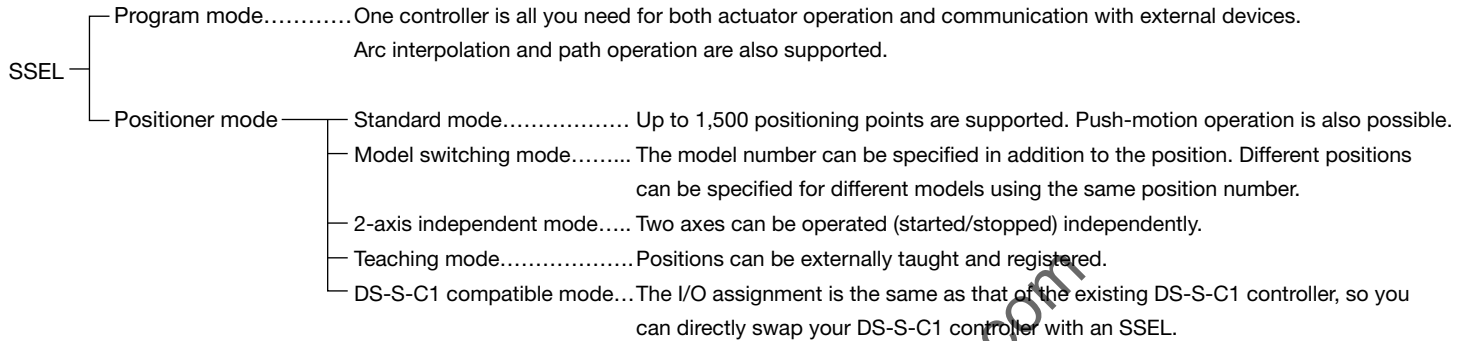 Program mode…………One controller is all you need for both actuator operation and communication with external devices.
Arc interpolation and path operation are also supported.
SSEL
Positioner mode
Standard mode……………… Up to 1,500 positioning points are supported. Push-motion operation is also possible.
Model switching mode……... The model number can be specified in addition to the position. Different positions
can be specified for different models using the same position number.
2-axis independent mode….. Two axes can be operated (started/stopped) independently.
Teaching mode………………..Positions can be externally taught and registered.
DS-S-C1 compatible mode…The I/O assignment is the same as that of the existing DS-S-C1 controller, so you
can directly swap your DS-S-C1 controller with an SSEL.
com